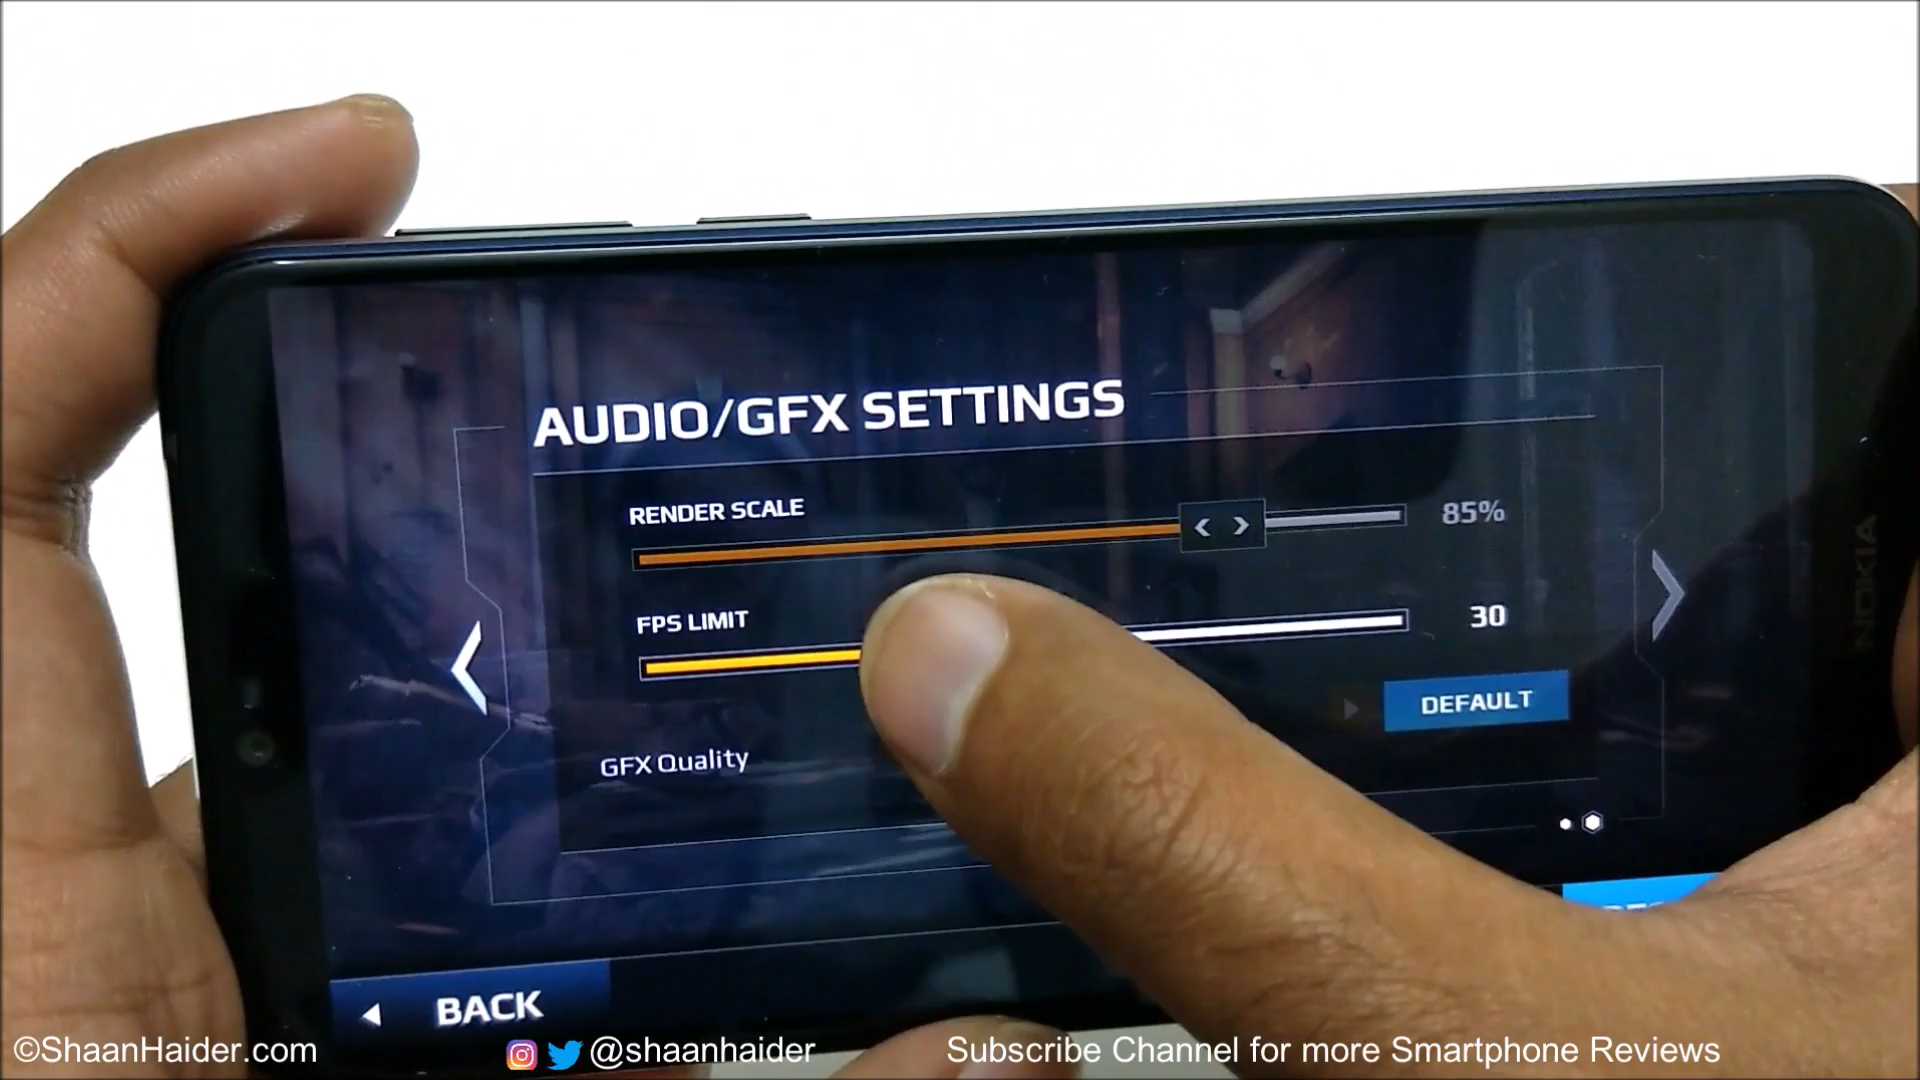 AUDIO/GFX SETTINGS
RENDER SCALE
85%
FPS LIMIT
30
DEFAULT
GFX Quality
NOKIA
BACK
©ShaanHaider.com
@shaanhaider
Subscribe Channel for more Smartphone Reviews